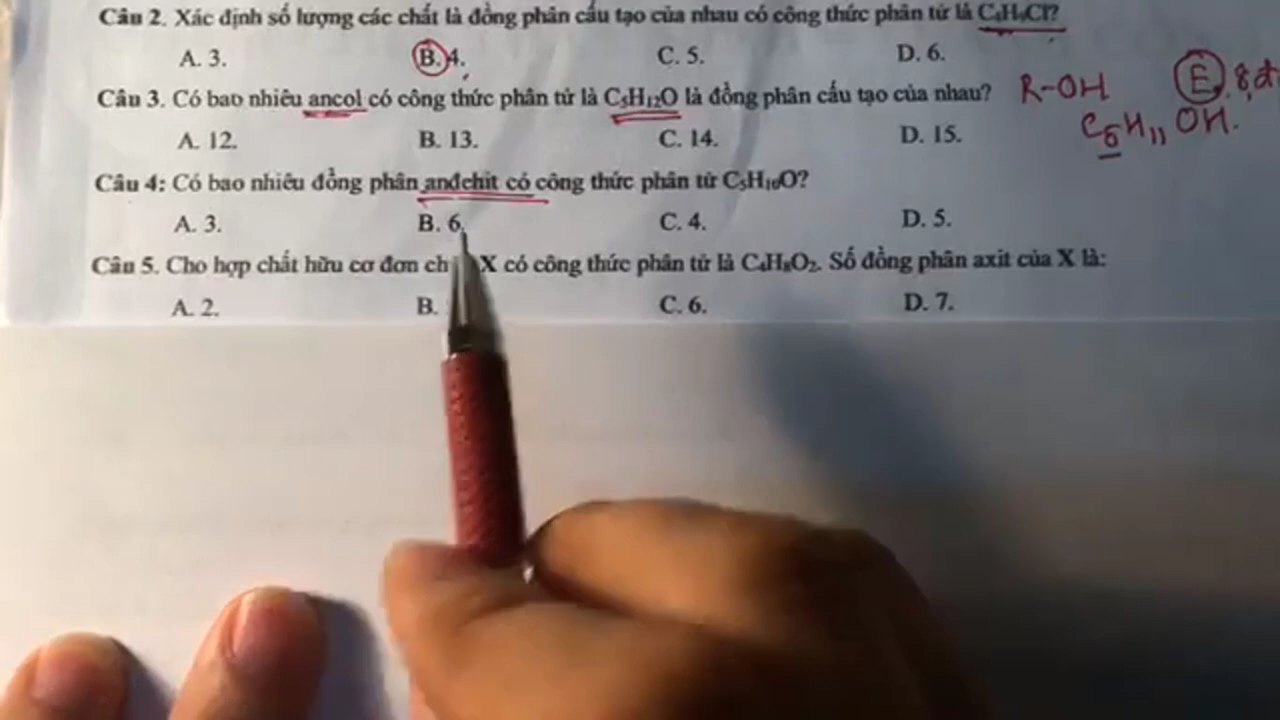 Câu 2. Xác định số lượng các chất là đồng phân cấu tạo của nhau có công thức phân tử là C₄H₉Cl?
A. 3. B. 4. C. 5. D. 6.
Câu 3. Có bao nhiêu ancol có công thức phân tử là C₅H₁₂O là đồng phân cấu tạo của nhau? R-OH E. 8
C₅H₁₁OH.
A. 12. B. 13. C. 14. D. 15.
Câu 4: Có bao nhiêu đồng phân anđehit có công thức phân tử C₅H₁₀O?
A. 3. B. 6. C. 4. D. 5.
Câu 5. Cho hợp chất hữu cơ đơn X có công thức phân tử là C₄H₈O₂. Số đồng phân axit của X là:
A. 2. B. C. 6. D. 7.